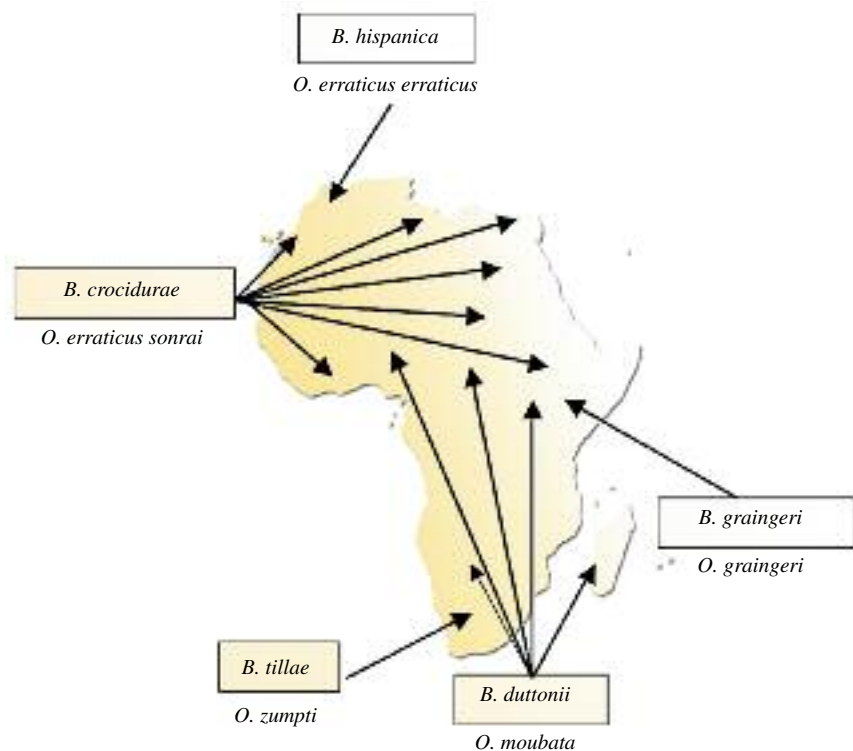 B. hispanica
O. erraticus erraticus
B. crocidurae
O. erraticus sonrai
B. graingeri
O. graingeri
B. tillae
O. zumpti
B. duttonii
O. moubata